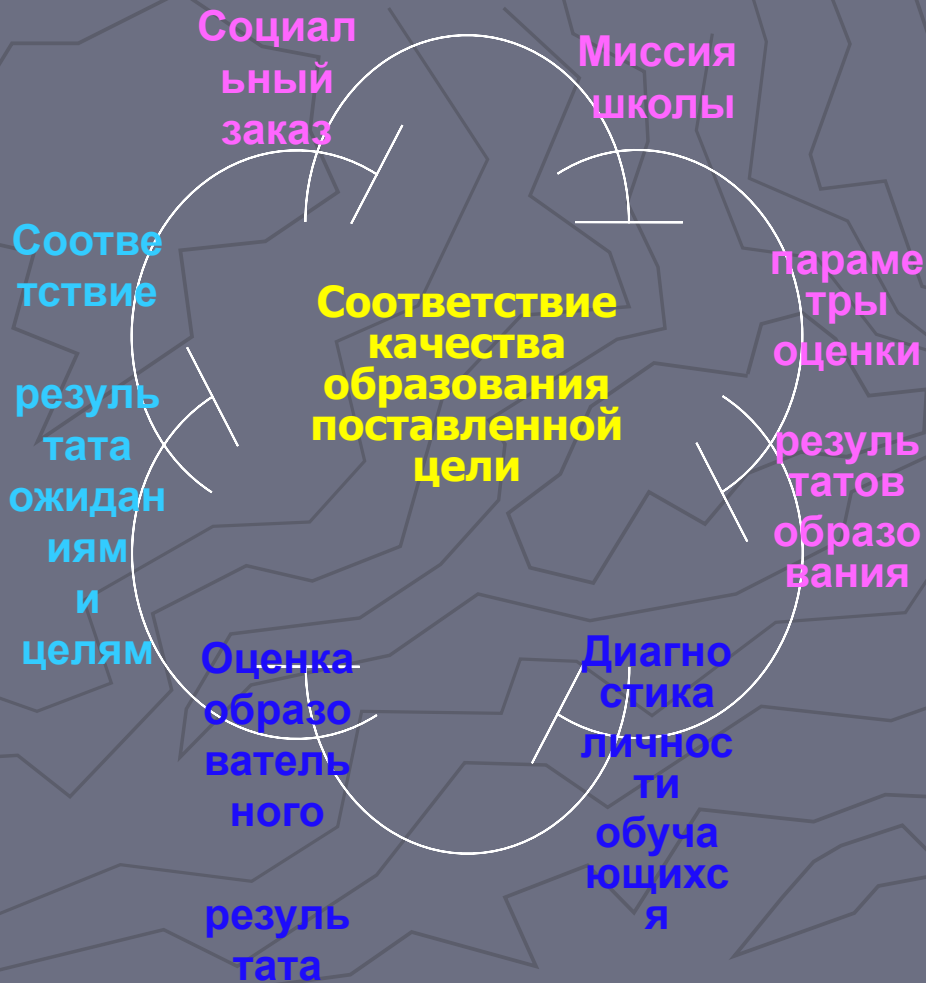 Социал
ьный
заказ
Миссия
школы
параме
тры
оценки
резуль
татов
образо
вания
Диагно
стика
личнос
ти
обуча
ющихс
я
Оценка
образо
ватель
ного
резуль
тата
Соотве
тствие
резуль
тата
ожидан
иям
и
целям
Соответствие
качества
образования
поставленной
цели